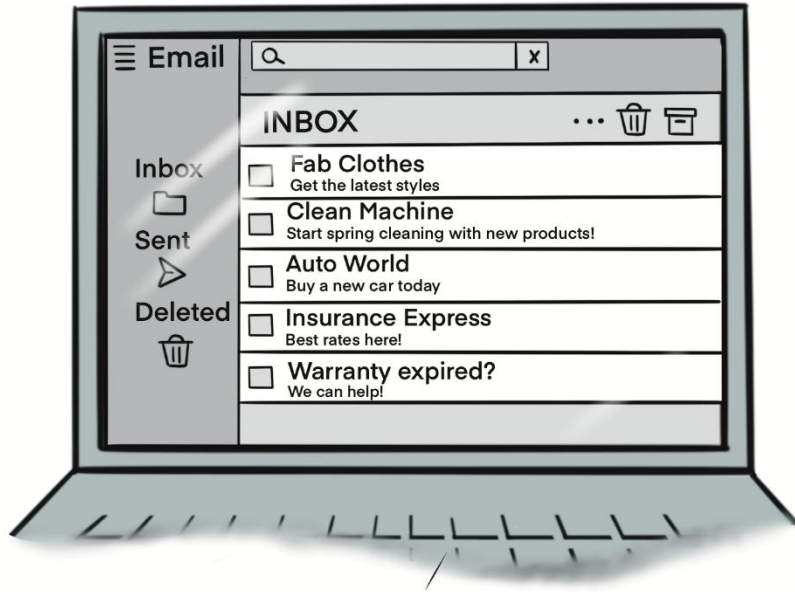 Email
x
INBOX
Inbox
Sent
Deleted
Fab Clothes
Get the latest styles
Clean Machine
Start spring cleaning with new products!
Auto World
Buy a new car today
Insurance Express
Best rates here!
Warranty expired?
We can help!